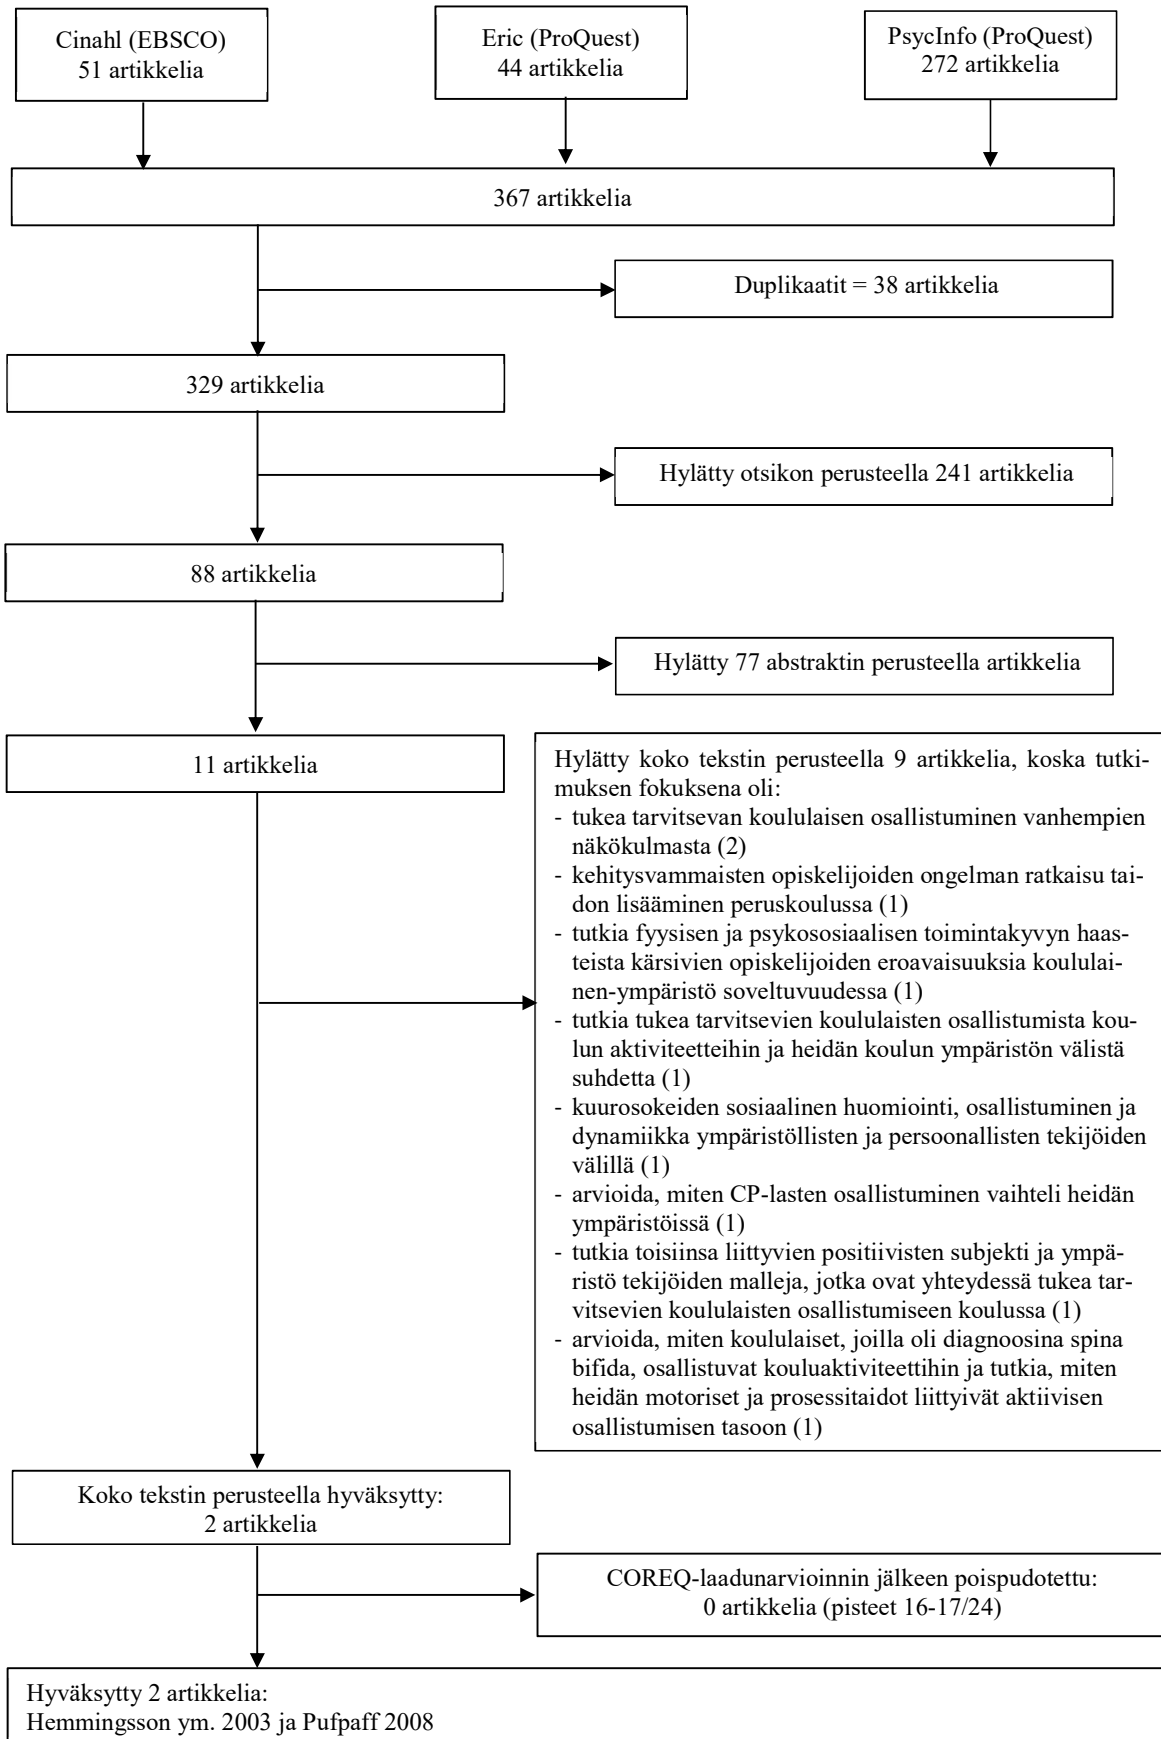 Cinahl (EBSCO)
51 artikkelia
Eric (ProQuest)
44 artikkelia
PsycInfo (ProQuest)
272 artikkelia
367 artikkelia
Duplikaatit = 38 artikkelia
329 artikkelia
Hylätty otsikon perusteella 241 artikkelia
88 artikkelia
Hylätty 77 abstraktin perusteella artikkelia
11 artikkelia
Hylätty koko tekstin perusteella 9 artikkelia, koska tutki-
muksen fokuksena oli:
- tukea tarvitsevan koululaisen osallistuminen vanhempien
näkökulmasta (2)
- kehitysvammaisten opiskelijoiden ongelman ratkaisu tai-
don lisääminen peruskoulussa (1)
- tutkia fyysisen ja psykososiaalisen toimintakyvyn haas-
teista kärsivien opiskelijoiden eroavaisuuksia koululai-
nen-ympäristö soveltuvuudessa (1)
- tutkia tukea tarvitsevien koululaisten osallistumista kou-
lun aktiviteetteihin ja heidän koulun ympäristön välistä
suhdetta (1)
- kuurosokeiden sosiaalinen huomiointi, osallistuminen ja
dynamiikka ympäristöllisten ja persoonallisten tekijöiden
välillä (1)
- arvioida, miten CP-lasten osallistuminen vaihteli heidän
ympäristöissä (1)
- tutkia toisiinsa liittyvien positiivisten subjekti ja ympä-
ristö tekijöiden malleja, jotka ovat yhteydessä tukea tar-
vitsevien koululaisten osallistumiseen koulussa (1)
- arvioida, miten koululaiset, joilla oli diagnoosina spina
bifida, osallistuvat kouluaktiviteettihin ja tutkia, miten
heidän motoriset ja prosessitaidot liittyivät aktiivisen
osallistumisen tasoon (1)
Koko tekstin perusteella hyväksytty:
2 artikkelia
COREQ-laadunarvioinnin jälkeen poispudotettu:
0 artikkelia (pisteet 16-17/24)
Hyväksytty 2 artikkelia:
Hemmingsson ym. 2003 ja Pufpaff 2008